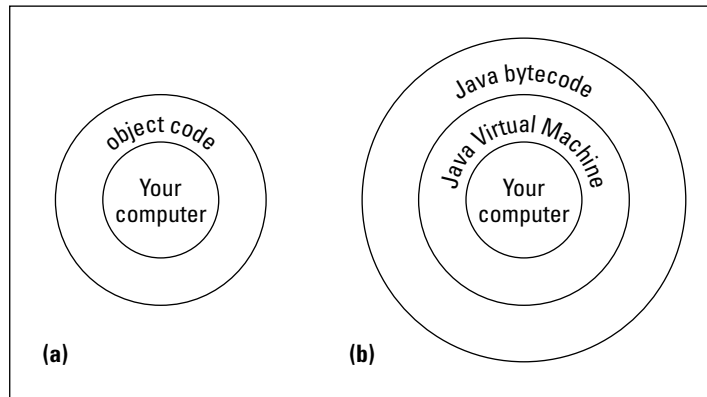 object code
Your
computer
(a)
Java bytecode
Java Virtual Machine
Your
computer
(b)